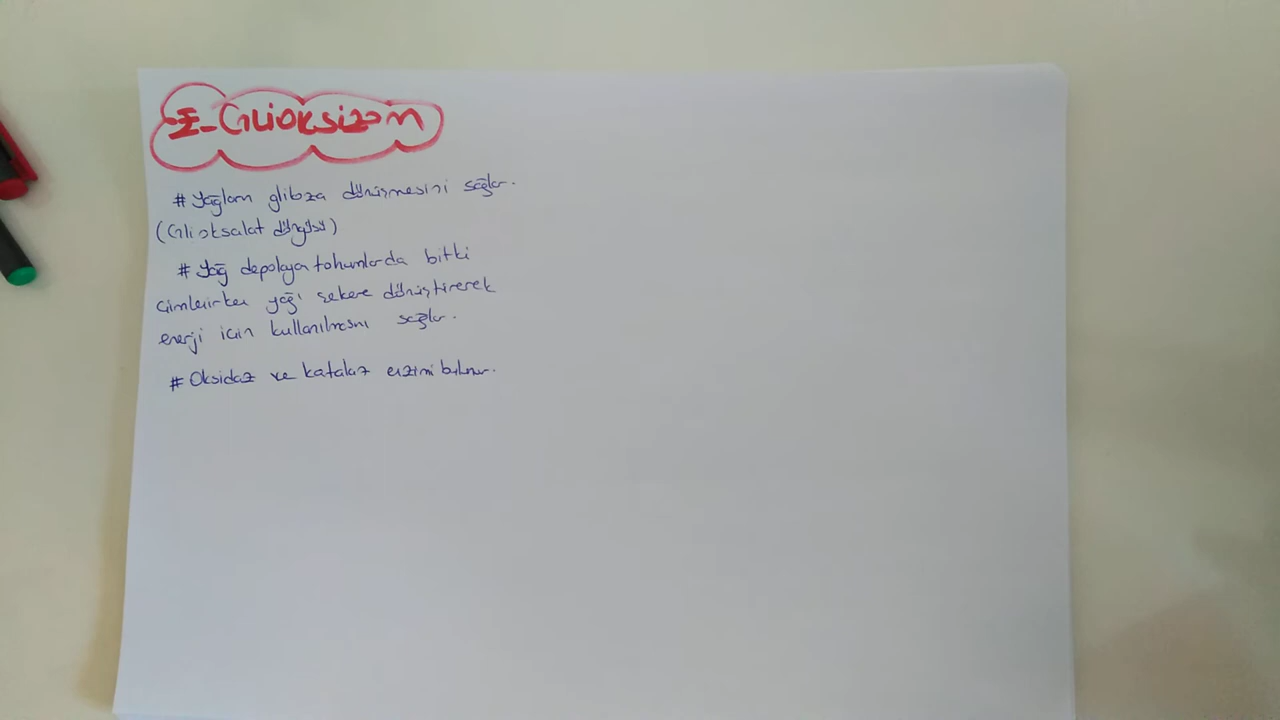 Glioksizom
# Yağların glikoza dönüşmesini sağlar.
(Glioksalat döngüsü)
# Yağ depolayan tohumlarda bitki
çimlenirken yağı şekere dönüştürerek
enerji için kullanılmasını sağlar.
# Oksidaz ve katalaz enzimi bulunur.